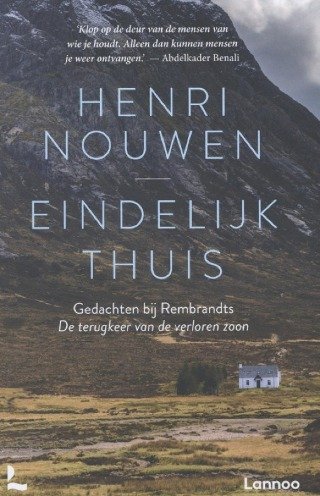 'Klop op de deur van de mensen van
wie je houdt. Alleen dan kunnen mensen
je weer ontvangen.' — Abdelkader Benali
HENRI
NOUWEN
EINDELIJK
THUIS
Gedachten bij Rembrandts
De terugkeer van de verloren zoon
L
Lannoo